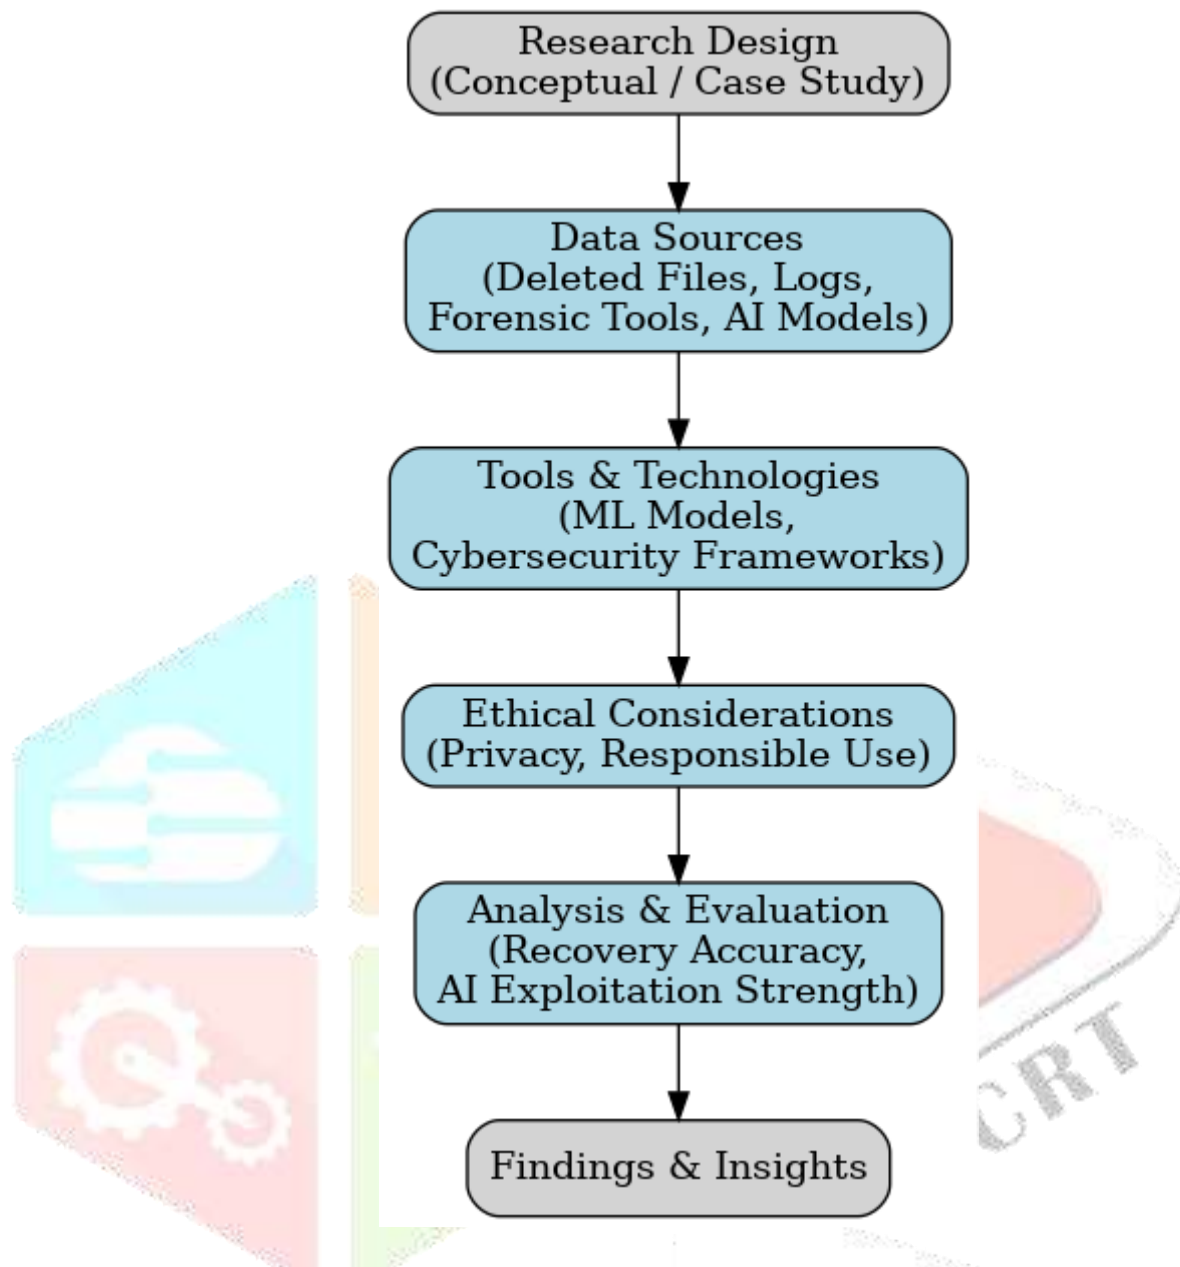 Research Design
(Conceptual / Case Study)
Data Sources
(Deleted Files, Logs,
Forensic Tools, AI Models)
Tools & Technologies
(ML Models,
Cybersecurity Frameworks)
Ethical Considerations
(Privacy, Responsible Use)
Analysis & Evaluation
(Recovery Accuracy,
AI Exploitation Strength)
CRT
Findings & Insights